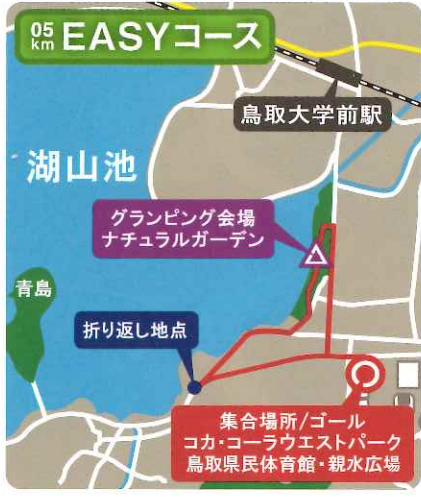 05 km EASYコース
鳥取大学前駅
湖山池
グランピング会場
ナチュラルガーデン
青島
折り返し地点
集合場所/ゴール
コカ・コーラウエストパーク
鳥取県民体育館・親水広場